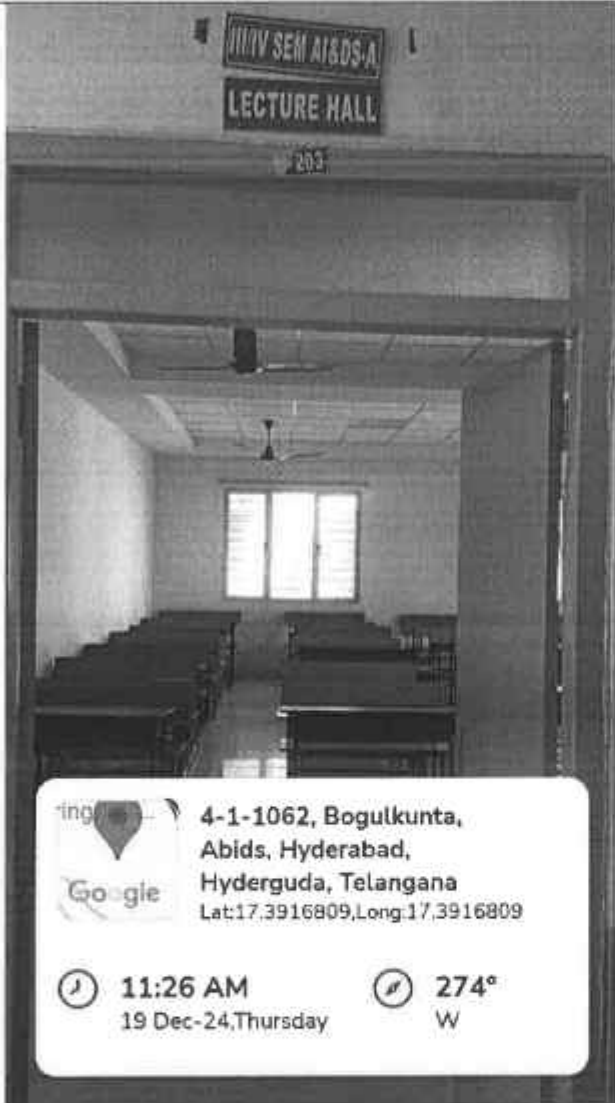 III/IV SEM AI&DS-A
LECTURE HALL
203
Google
4-1-1062, Bogulkunta,
Abids, Hyderabad,
Hyderguda, Telangana
Lat:17.3916809,Long:17.3916809
11:26 AM
19 Dec-24,Thursday
274°
W